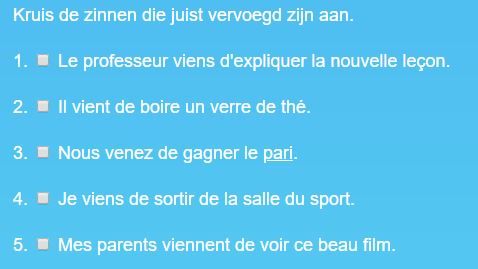 Kruis de zinnen die juist vervoegd zijn aan.
1. Le professeur viens d'expliquer la nouvelle leçon.
2. Il vient de boire un verre de thé.
3. Nous venez de gagner le pari.
4. Je viens de sortir de la salle du sport.
5. Mes parents viennent de voir ce beau film.